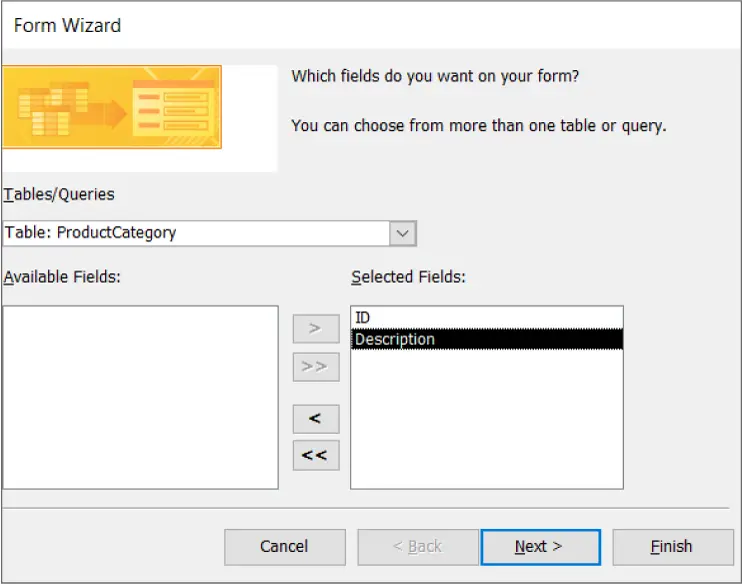 Form Wizard
Which fields do you want on your form?
You can choose from more than one table or query.
Tables/Queries
Table: ProductCategory
Available Fields:
Selected Fields:
ID
>
Description
>>
<
<<
Cancel
< Back
Next >
Finish